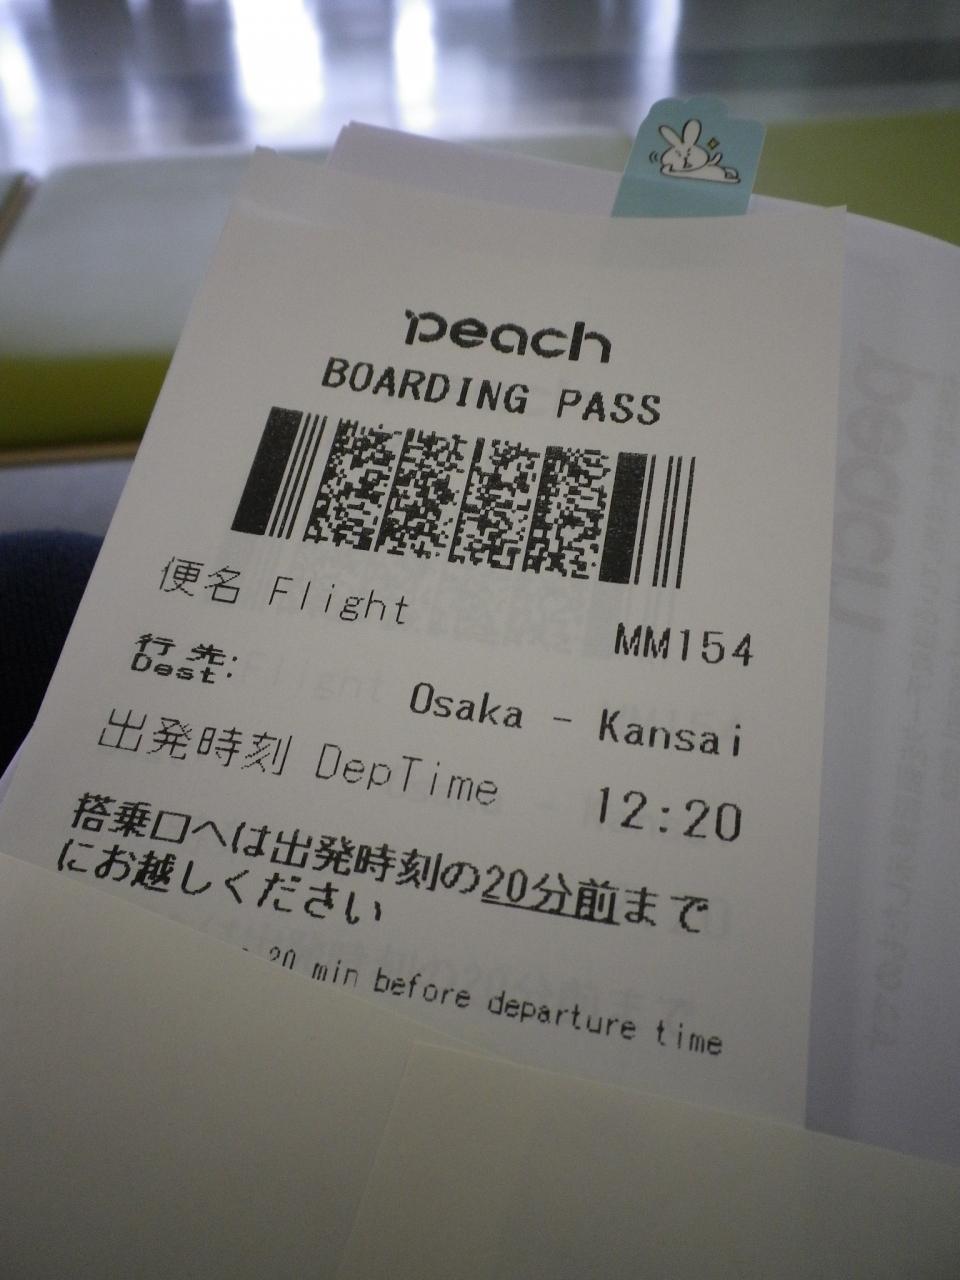 peach
BOARDING PASS
便名 Flight MM154
行先:
Dest: Osaka - Kansai
出発時刻 DepTime 12:20
搭乗口へは出発時刻の20分前まで
にお越しください
20 min before departure time